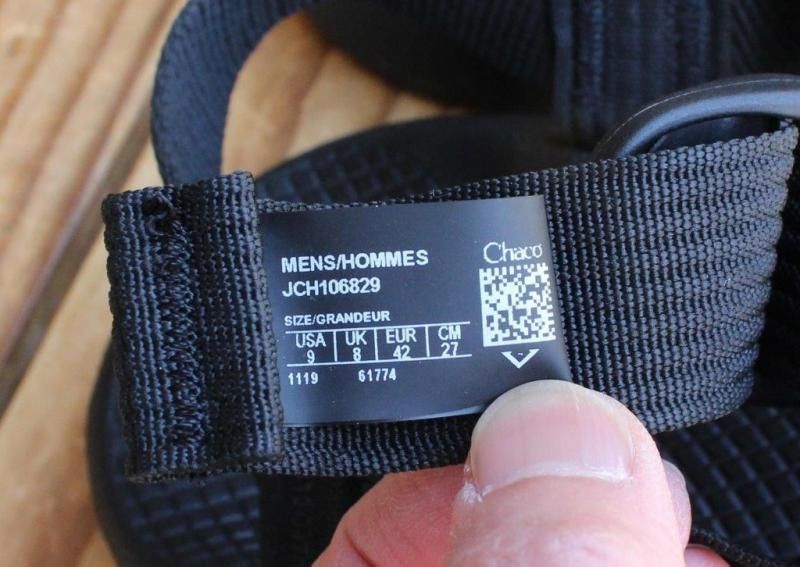 MENS/HOMMES
JCH106829
Chaco
SIZE/GRANDEUR
USA UK EUR CM
9 8 42 27
1119 61774